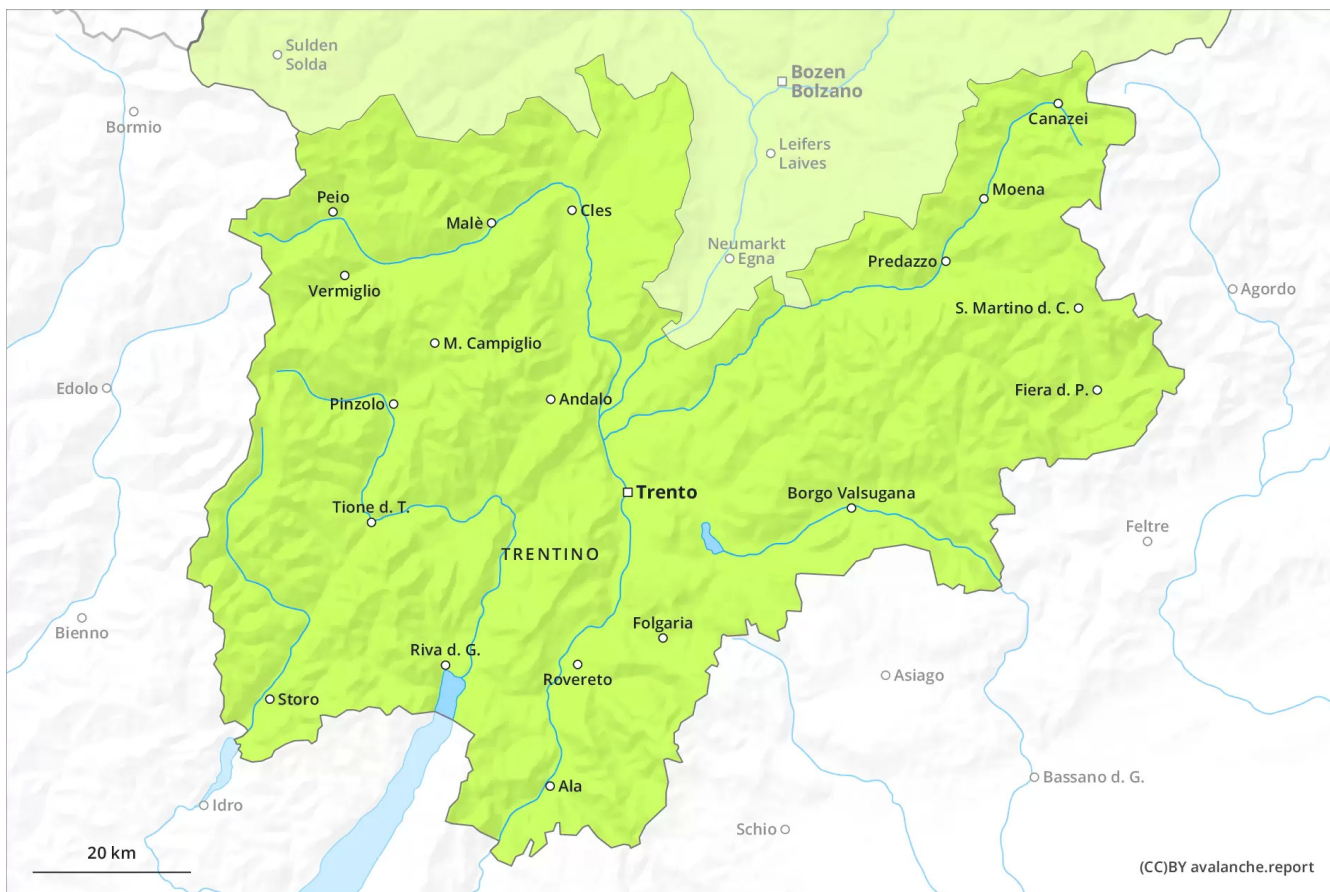 Sulden
Solda
Bozen
Bolzano
Bormio
Canazei
Leifers
Laives
Peio
Moena
Malè
Cles
Neumarkt
Egna
Predazzo
Vermiglio
Agordo
S. Martino d. C.
M. Campiglio
Edolo
Pinzolo
Andalo
Fiera d. P.
Trento
Borgo Valsugana
Tione d. T.
Feltre
TRENTINO
Bienno
Folgaria
Riva d. G.
Rovereto
Asiago
Storo
Bassano d. G.
Ala
Idro
Schio
20 km
(CC)BY avalanche.report